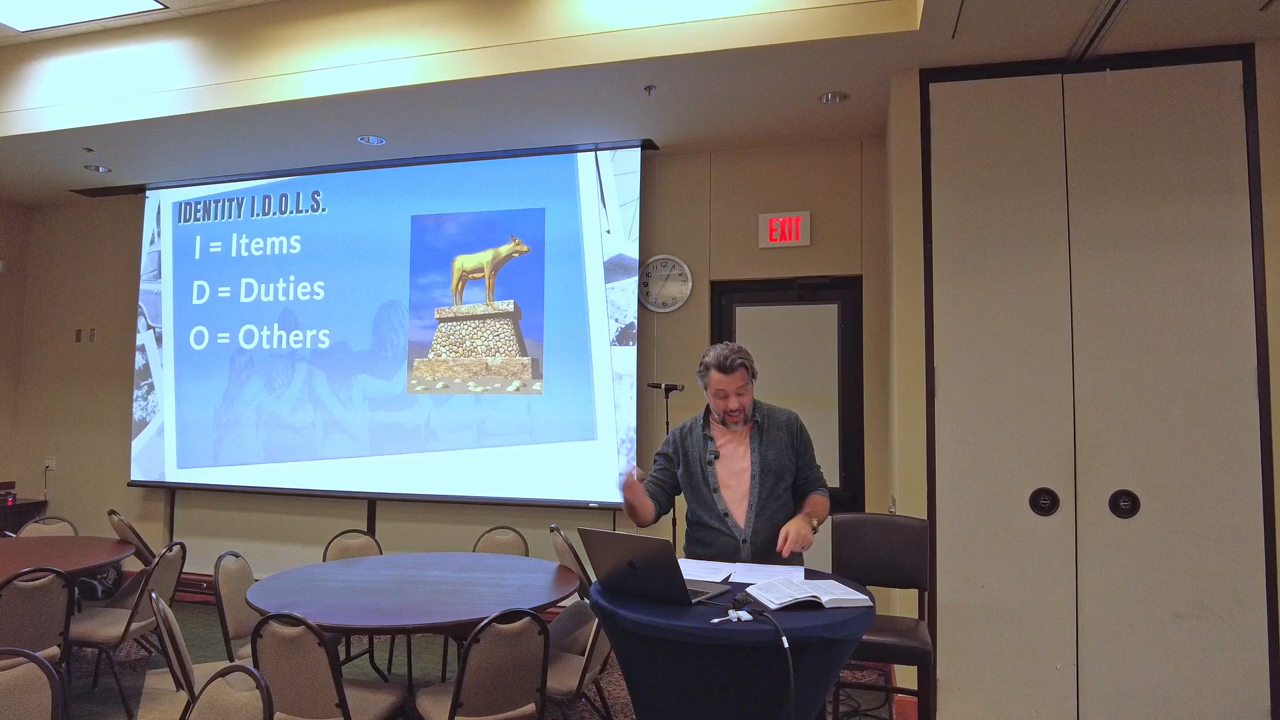 IDENTITY I.D.O.L.S.
I = Items
D = Duties
O = Others
EXIT